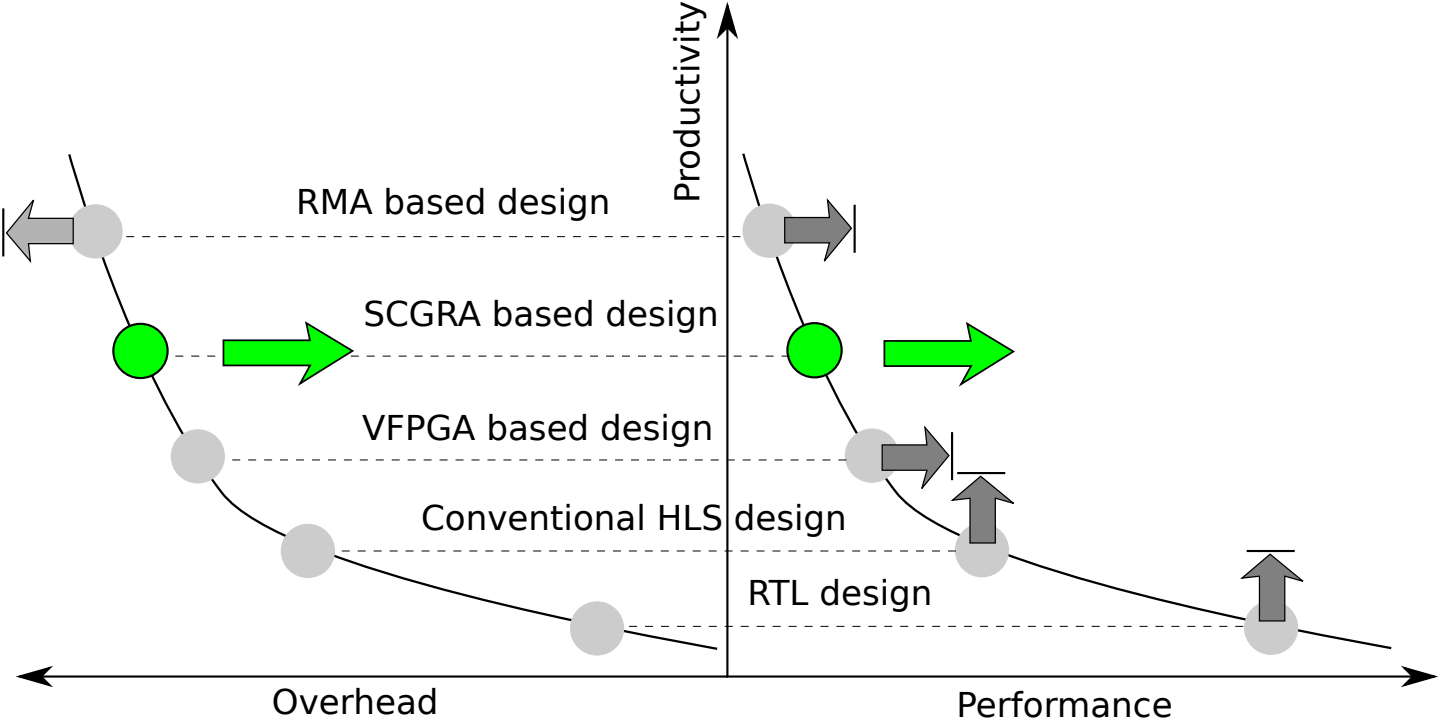 Productivity
RMA based design
SCGRA based design
VFPGA based design
Conventional HLS design
RTL design
Overhead
Performance